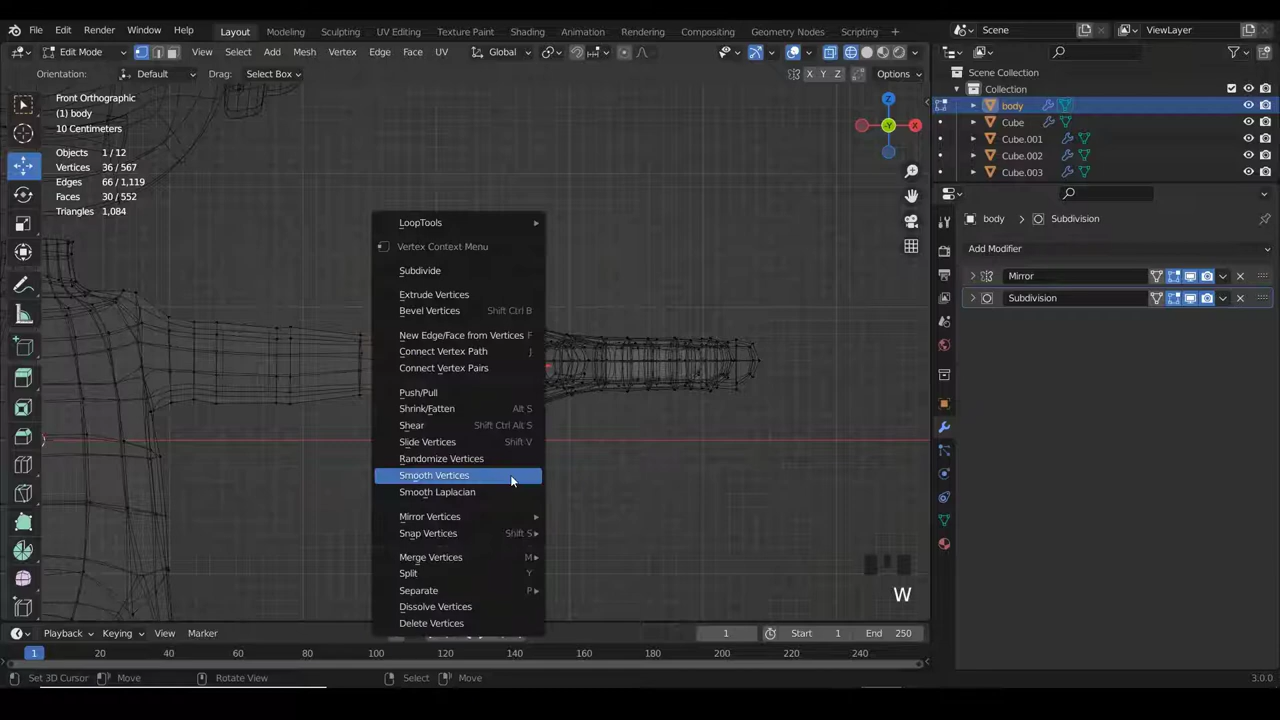 File Edit Render Window Help Layout Modeling Sculpting UV Editing Texture Paint Shading Animation Rendering Compositing Geometry Nodes Scripting Scene ViewLayer
Edit Mode View Select Add Mesh Vertex Edge Face UV Global
Orientation: Default Drag: Select Box X Y Z Options
Scene Collection
Collection
body
Cube
Cube.001
Cube.002
Cube.003
Front Orthographic
(1) body
10 Centimeters
Objects 1 / 12
Vertices 36 / 567
Edges 66 / 1,119
Faces 30 / 552
Triangles 1,084
Z
X
-Y
LoopTools
Vertex Context Menu
Subdivide
Extrude Vertices
Bevel Vertices Shift Ctrl B
New Edge/Face from Vertices F
Connect Vertex Path J
Connect Vertex Pairs
Push/Pull
Shrink/Fatten Alt S
Shear Shift Ctrl Alt S
Slide Vertices Shift V
Randomize Vertices
Smooth Vertices
Smooth Laplacian
Mirror Vertices
Snap Vertices Shift S
Merge Vertices M
Split Y
Separate P
Dissolve Vertices
Delete Vertices
body Subdivision
Add Modifier
Mirror
Subdivision
W
Playback Keying View Marker 1 Start 1 End 250
1 20 40 60 80 100 120 140 160 180 200 220 240
Set 3D Cursor Move Rotate View Select Move 3.0.0